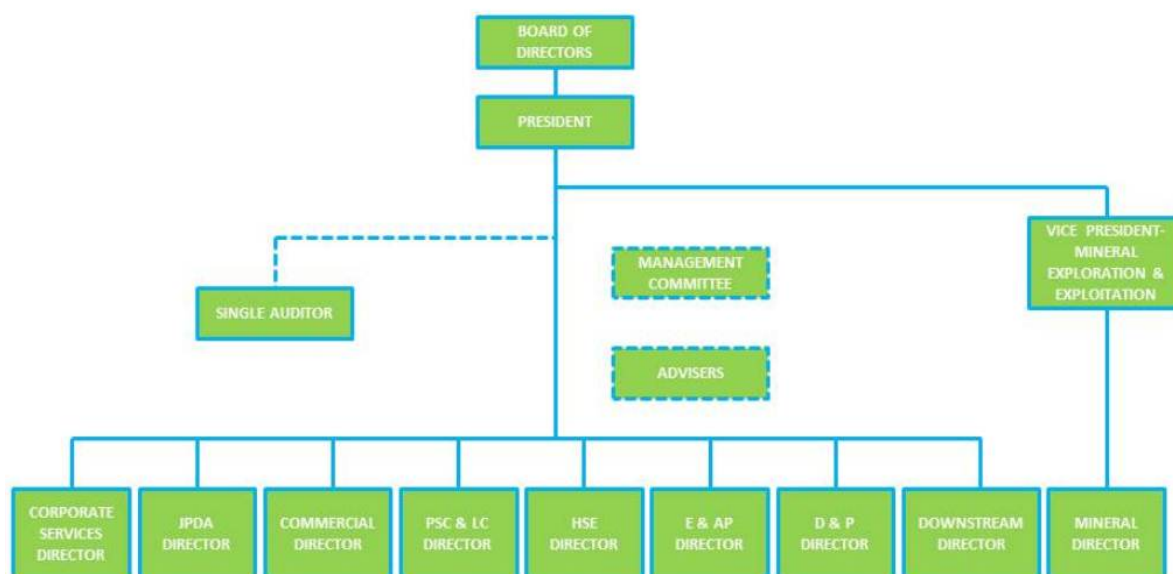 BOARD OF
DIRECTORS
PRESIDENT
VICE PRESIDENT-
MINERAL
EXPLORATION &
EXPLOITATION
MANAGEMENT
COMMITTEE
SINGLE AUDITOR
ADVISERS
CORPORATE
SERVICES
DIRECTOR
JPDA
DIRECTOR
COMMERCIAL
DIRECTOR
PSC & LC
DIRECTOR
HSE
DIRECTOR
E & AP
DIRECTOR
D & P
DIRECTOR
DOWNSTREAM
DIRECTOR
MINERAL
DIRECTOR